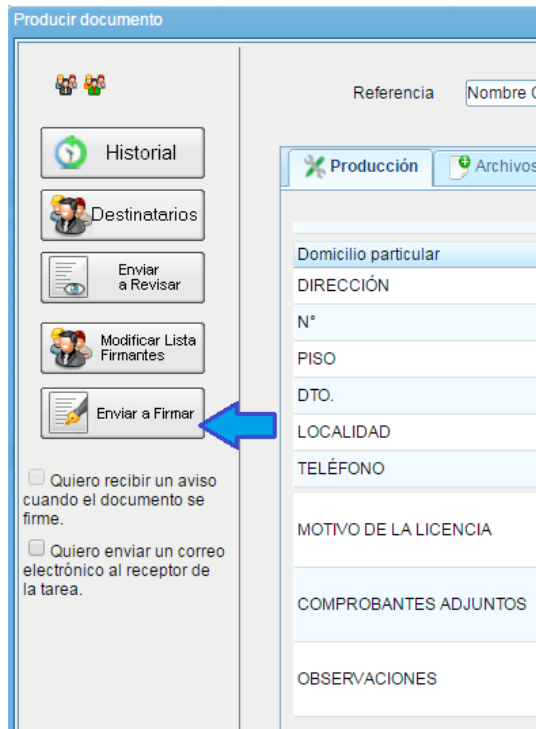 Producir documento
Referencia
Nombre
Historial
Destinatarios
Enviar
a Revisar
Modificar Lista
Firmantes
Enviar a Firmar
Quiero recibir un aviso
cuando el documento se
firme.
Quiero enviar un correo
electrónico al receptor de
la tarea.
Producción
Archivos
Domicilio particular
DIRECCIÓN
N°
PISO
DTO.
LOCALIDAD
TELÉFONO
MOTIVO DE LA LICENCIA
COMPROBANTES ADJUNTOS
OBSERVACIONES